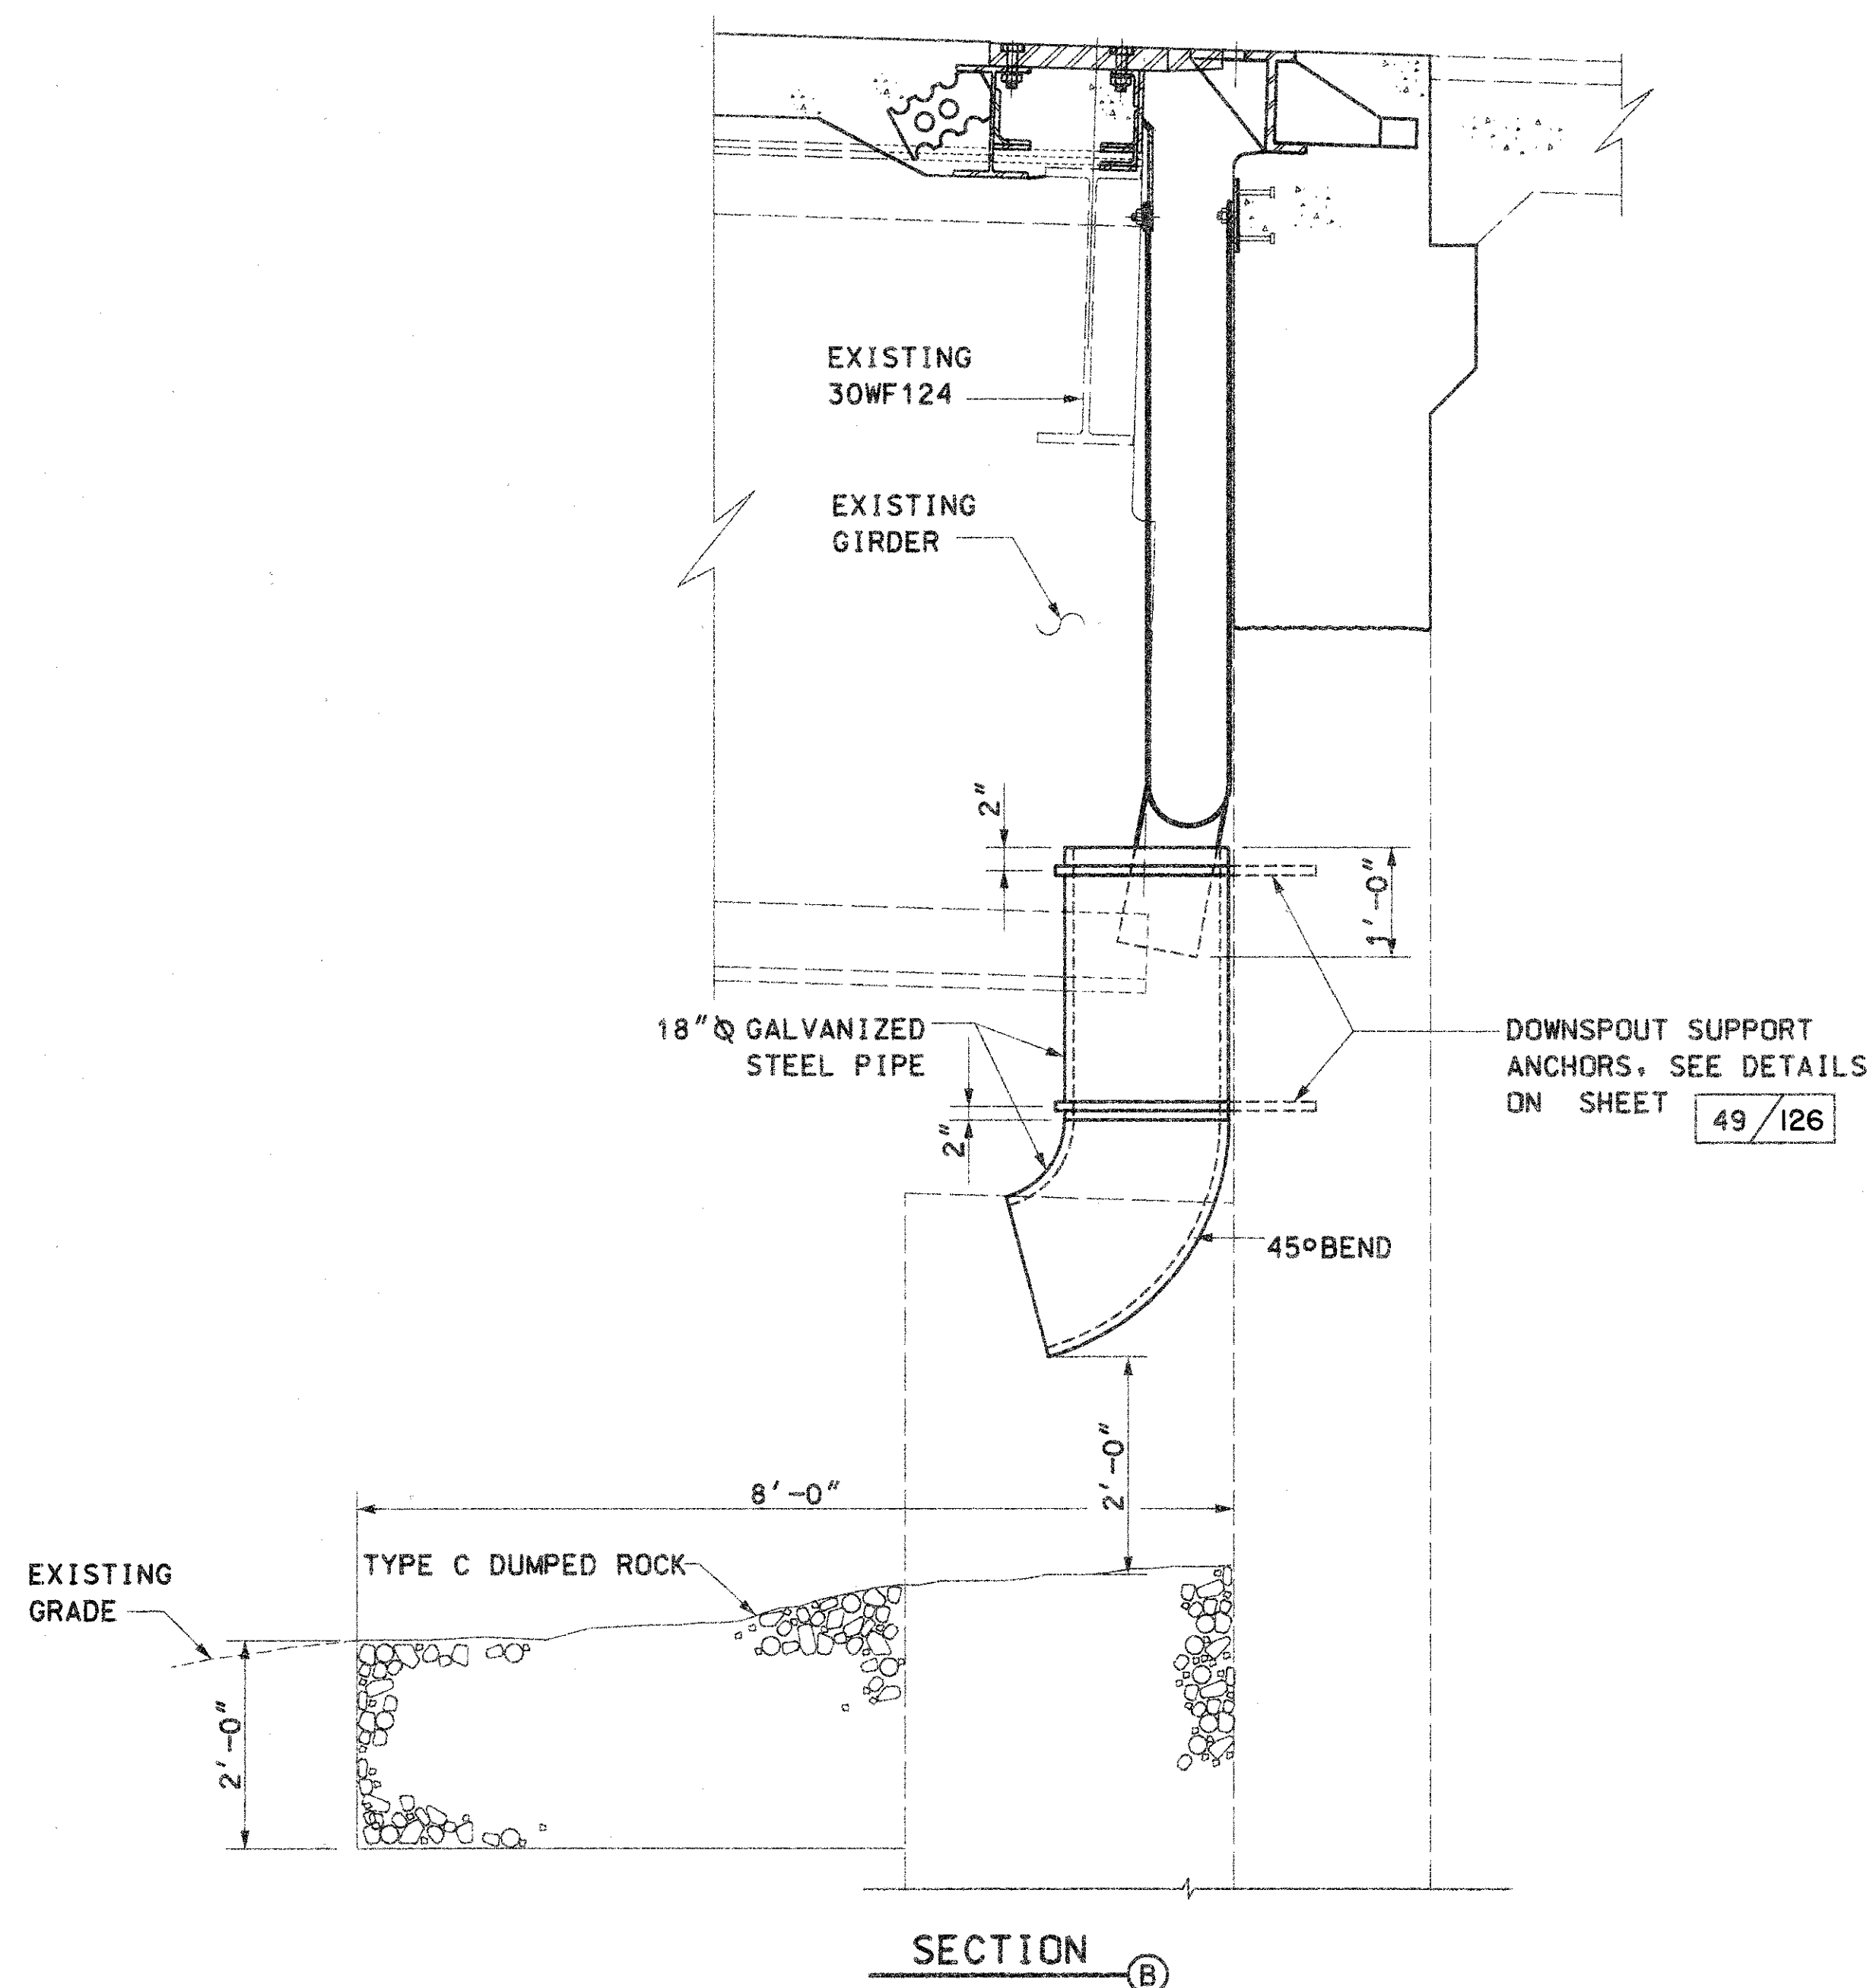 EXISTING
30WF124
EXISTING
GIRDER
2"
1'-0"
18"⌀ GALVANIZED
STEEL PIPE
DOWNSPOUT SUPPORT
ANCHORS, SEE DETAILS
ON SHEET 49/126
2"
45° BEND
2'-0"
8'-0"
TYPE C DUMPED ROCK
EXISTING
GRADE
2'-0"
SECTION B